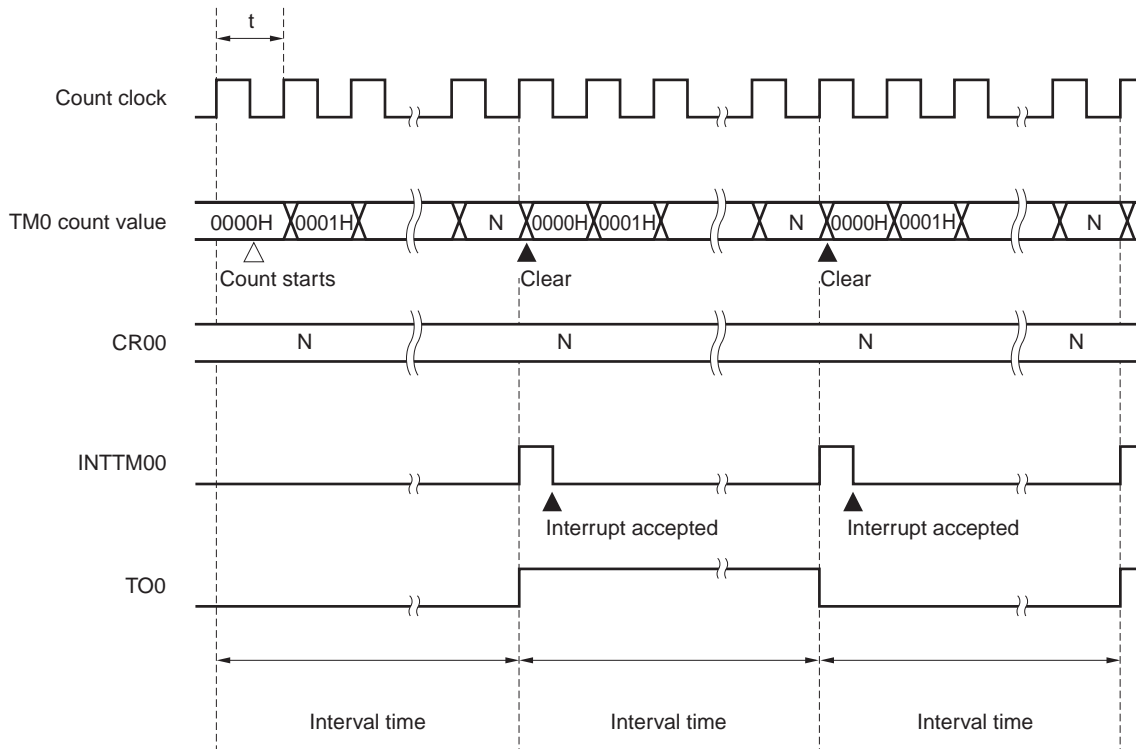 t
Count clock
TM0 count value 0000H 0001H N 0000H 0001H N 0000H 0001H N
Count starts Clear Clear
CR00 N N N N
INTTM00
Interrupt accepted Interrupt accepted
TO0
Interval time Interval time Interval time